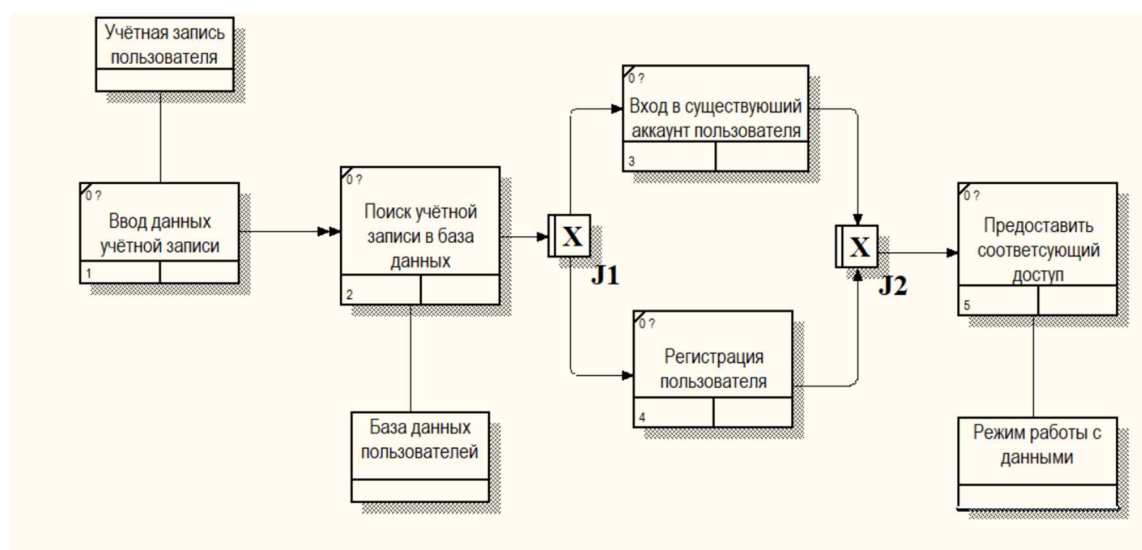 Учётная запись
пользователя
0 ?
Ввод данных
учётной записи
1
0 ?
Поиск учётной
записи в база
данных
2
База данных
пользователей
X
J1
0 ?
Вход в существуюший
аккаунт пользователя
3
0 ?
Регистрация
пользователя
4
X
J2
0 ?
Предоставить
соответсующий
доступ
5
Режим работы с
данными